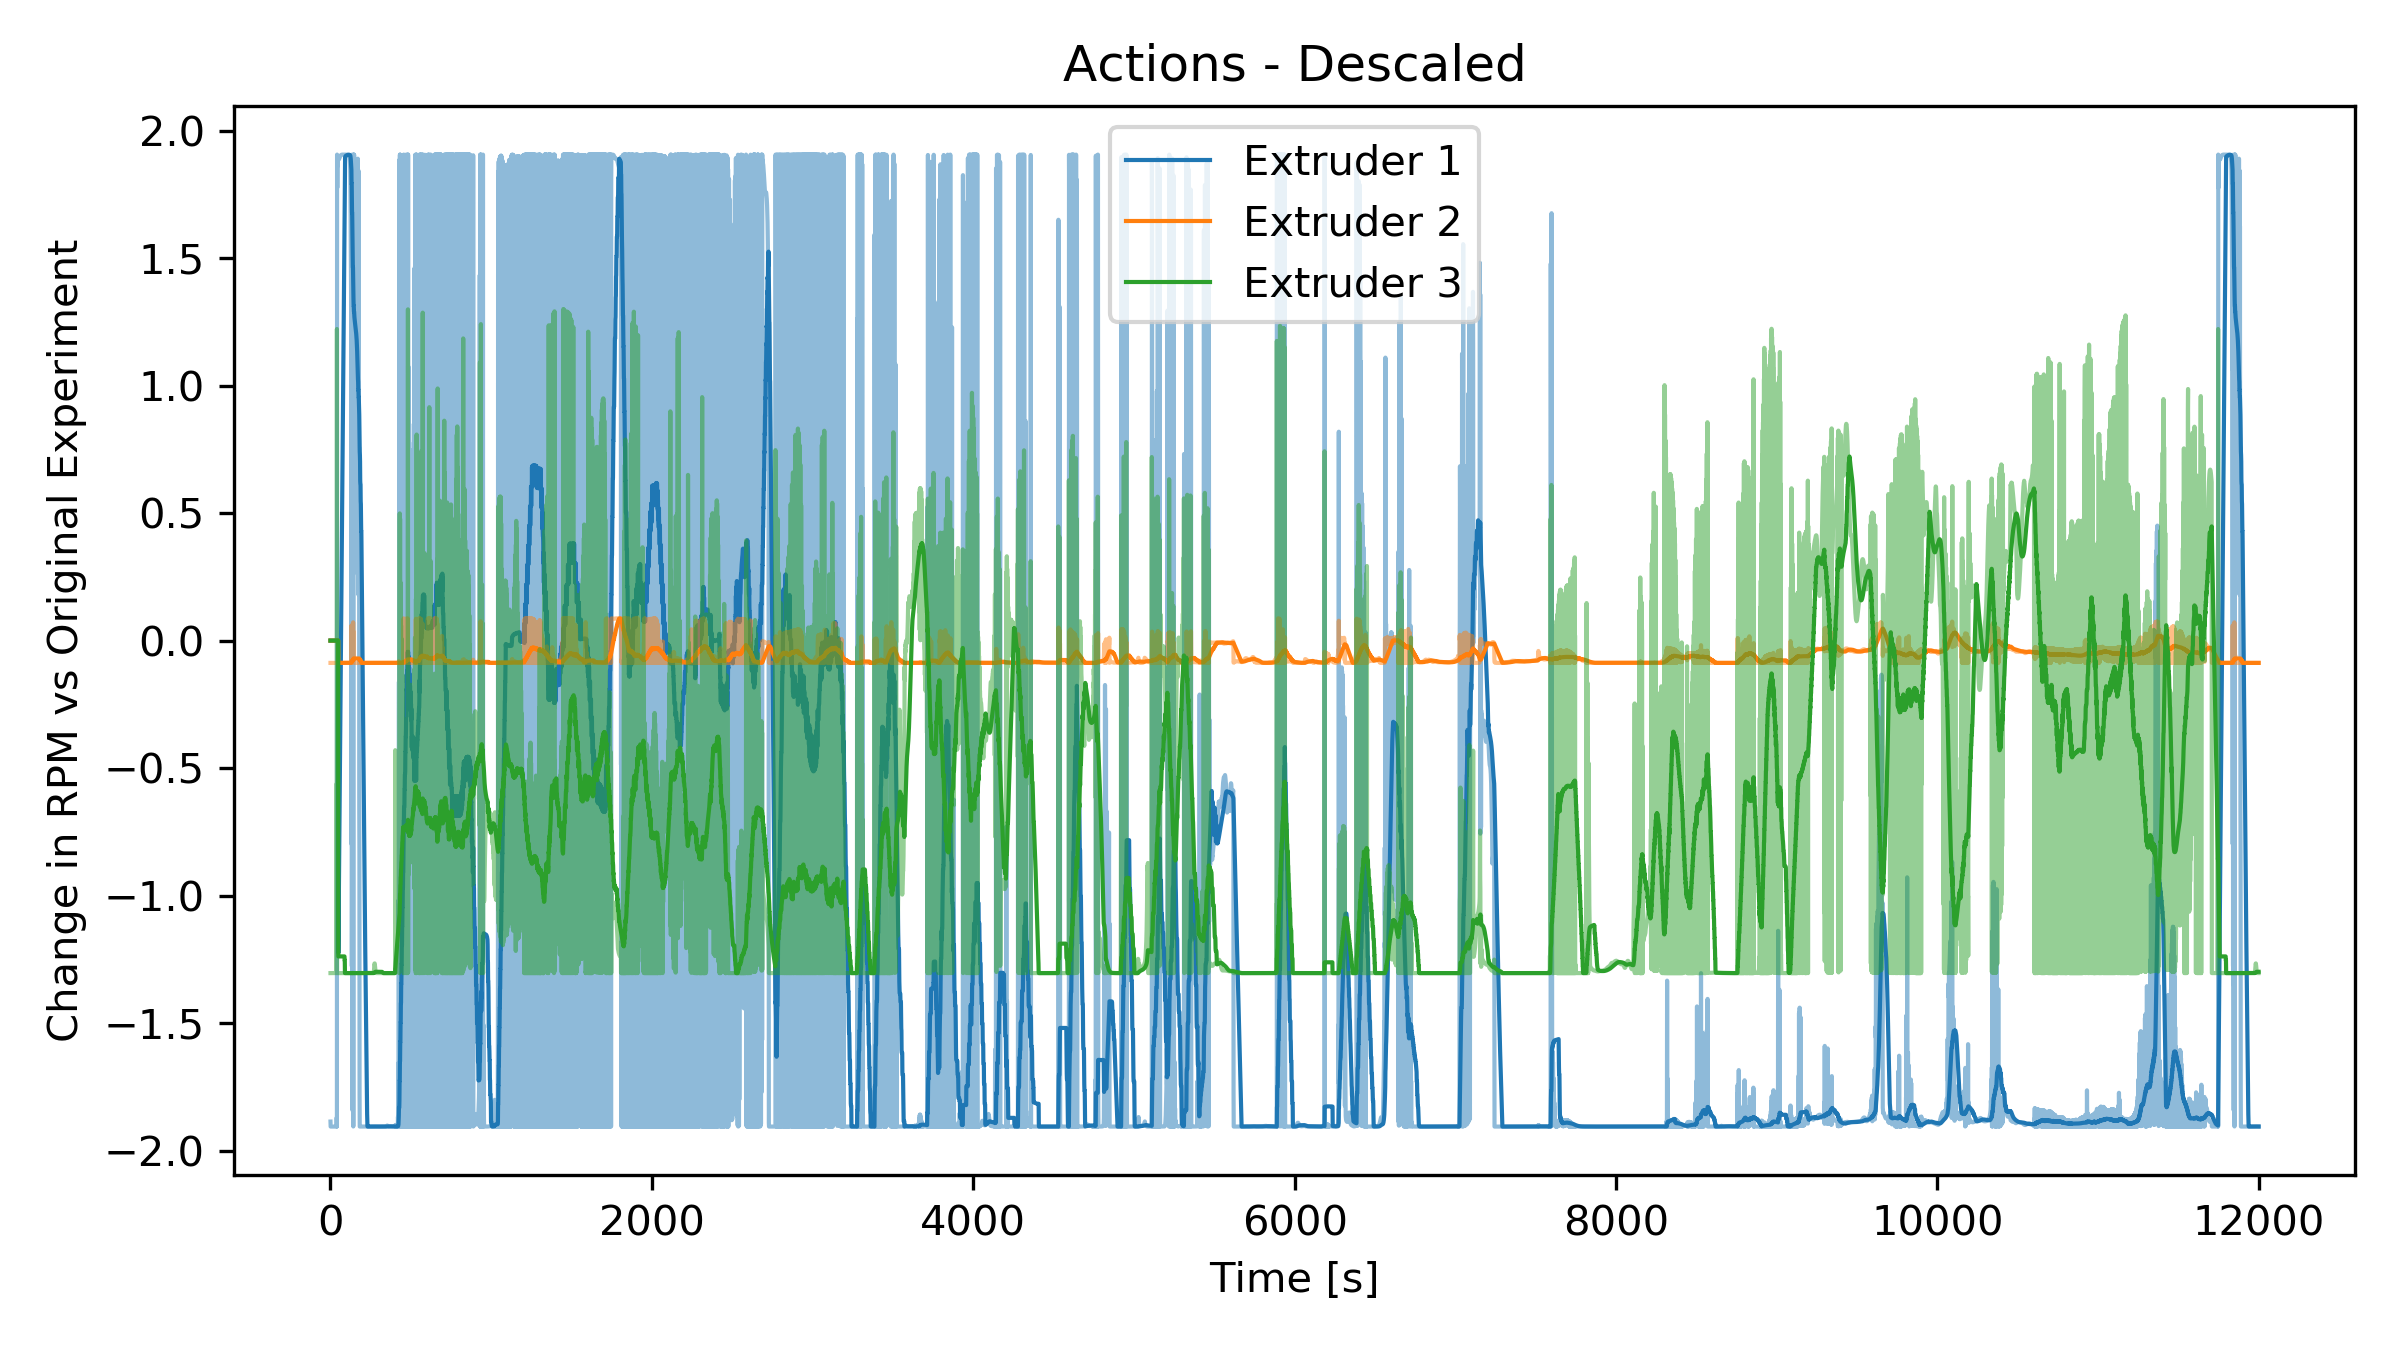 Actions - Descaled
Change in RPM vs Original Experiment
2.0
1.5
1.0
0.5
0.0
−0.5
−1.0
−1.5
−2.0
Extruder 1
Extruder 2
Extruder 3
0 2000 4000 6000 8000 10000 12000
Time [s]